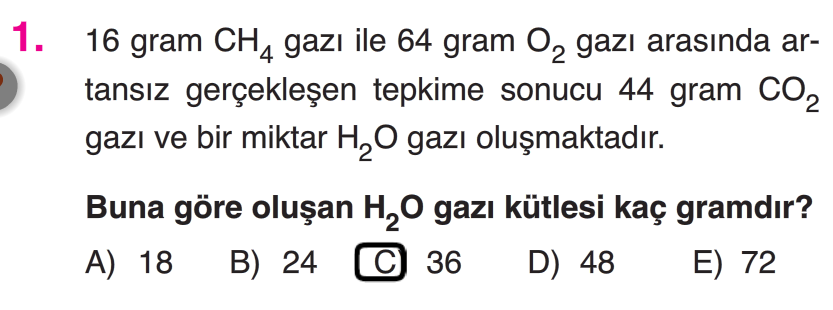 1. 16 gram CH₄ gazı ile 64 gram O₂ gazı arasında ar-
tansız gerçekleşen tepkime sonucu 44 gram CO₂
gazı ve bir miktar H₂O gazı oluşmaktadır.
Buna göre oluşan H₂O gazı kütlesi kaç gramdır?
A) 18 B) 24 C) 36 D) 48 E) 72